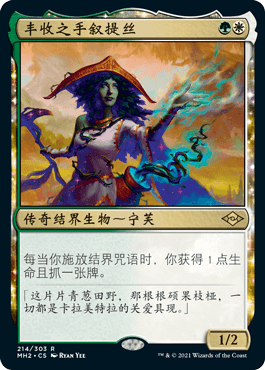 丰收之手叙提丝
传奇结界生物～宁芙
每当你施放结界咒语时,你获得1点生
命且抓一张牌。
「这片片青葱田野,那根根硕果枝桠,一
切都是卡拉美特拉的关爱具现。」
1/2
214/303 R
MH2 • CS RYAN YEE
™ & © 2021 Wizards of the Coast